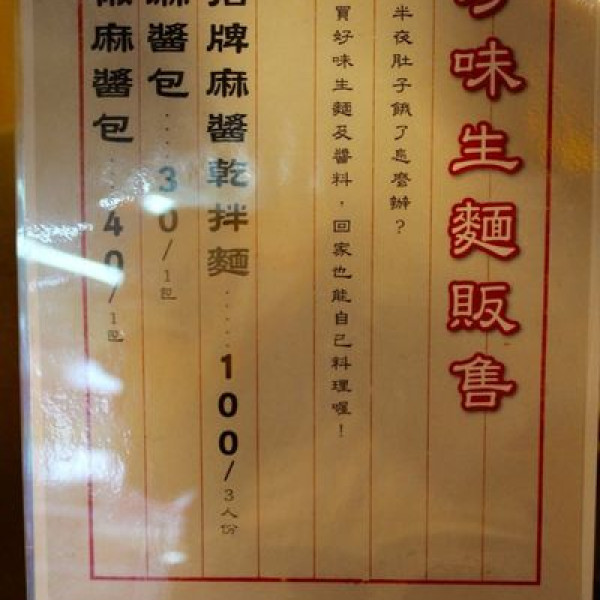 味生麵販售
半夜肚子餓了怎麼辦?
買好味生麵及醬料，回家也能自己料理喔!
招牌麻醬乾拌麵.....100/3人份
麻醬包....30/1包
麻醬包....40/1包